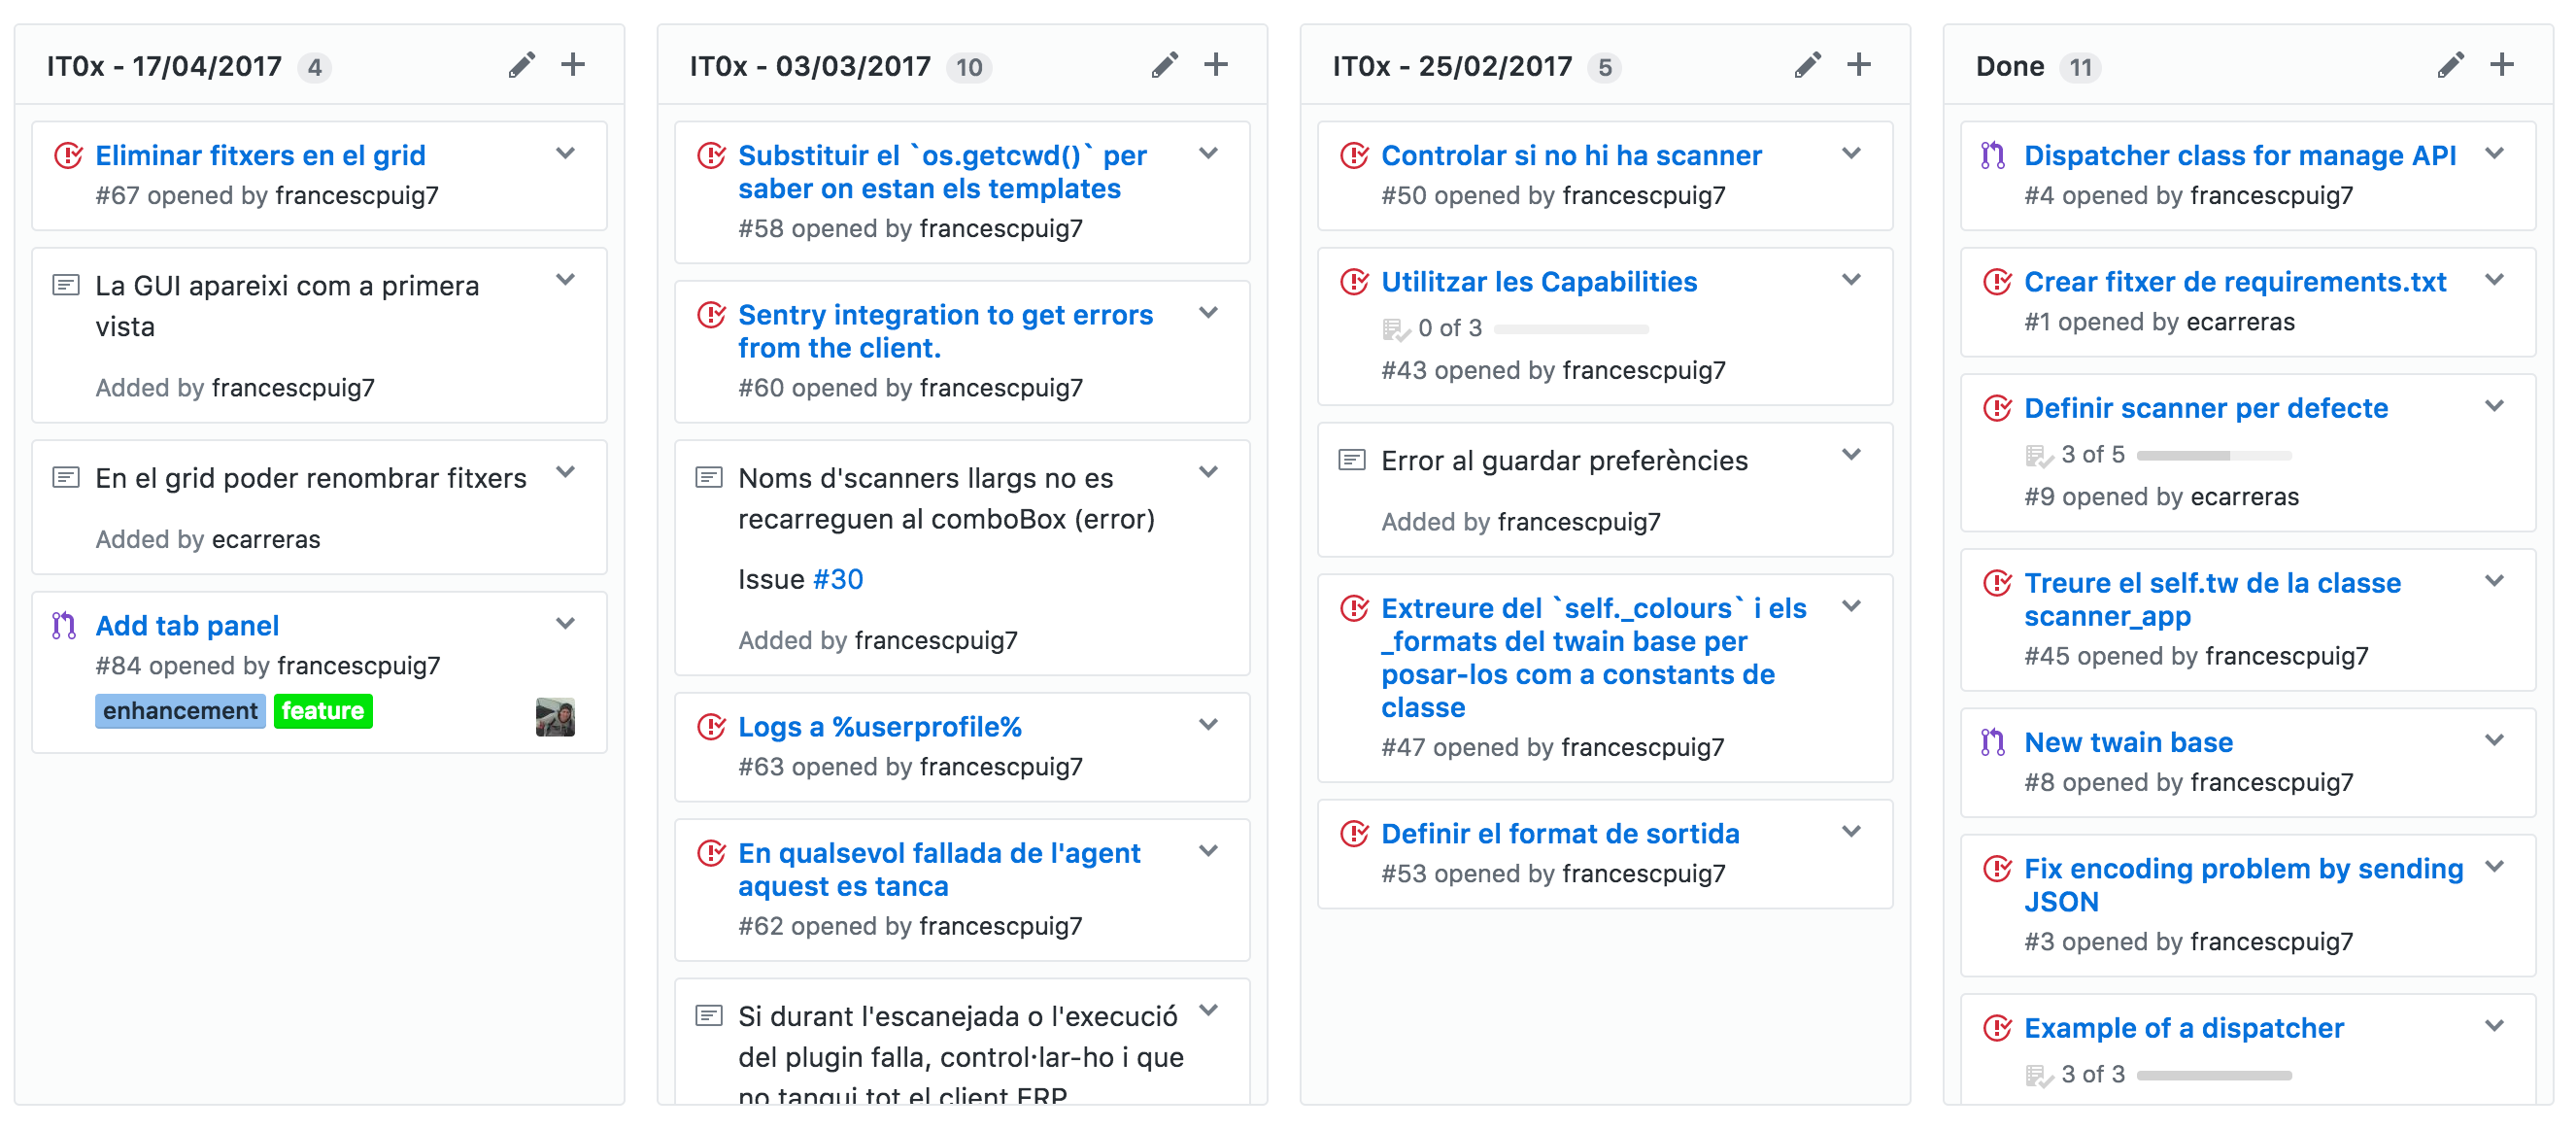 IT0x - 17/04/2017 4
Eliminar fitxers en el grid
#67 opened by francescpuig7
La GUI apareixi com a primera
vista
Added by francescpuig7
En el grid poder renombrar fitxers
Added by ecarreras
Add tab panel
#84 opened by francescpuig7
enhancement feature
IT0x - 03/03/2017 10
Substituir el `os.getcwd()` per
saber on estan els templates
#58 opened by francescpuig7
Sentry integration to get errors
from the client.
#60 opened by francescpuig7
Noms d'scanners llargs no es
recarreguen al comboBox (error)
Issue #30
Added by francescpuig7
Logs a %userprofile%
#63 opened by francescpuig7
En qualsevol fallada de l'agent
aquest es tanca
#62 opened by francescpuig7
Si durant l'escanejada o l'execució
del plugin falla, control·lar-ho i que
no tanqui tot el client ERP
IT0x - 25/02/2017 5
Controlar si no hi ha scanner
#50 opened by francescpuig7
Utilitzar les Capabilities
0 of 3
#43 opened by francescpuig7
Error al guardar preferències
Added by francescpuig7
Extreure del `self._colours` i els
_formats del twain base per
posar-los com a constants de
classe
#47 opened by francescpuig7
Definir el format de sortida
#53 opened by francescpuig7
Done 11
Dispatcher class for manage API
#4 opened by francescpuig7
Crear fitxer de requirements.txt
#1 opened by ecarreras
Definir scanner per defecte
3 of 5
#9 opened by ecarreras
Treure el self.tw de la classe
scanner_app
#45 opened by francescpuig7
New twain base
#8 opened by francescpuig7
Fix encoding problem by sending
JSON
#3 opened by francescpuig7
Example of a dispatcher
3 of 3